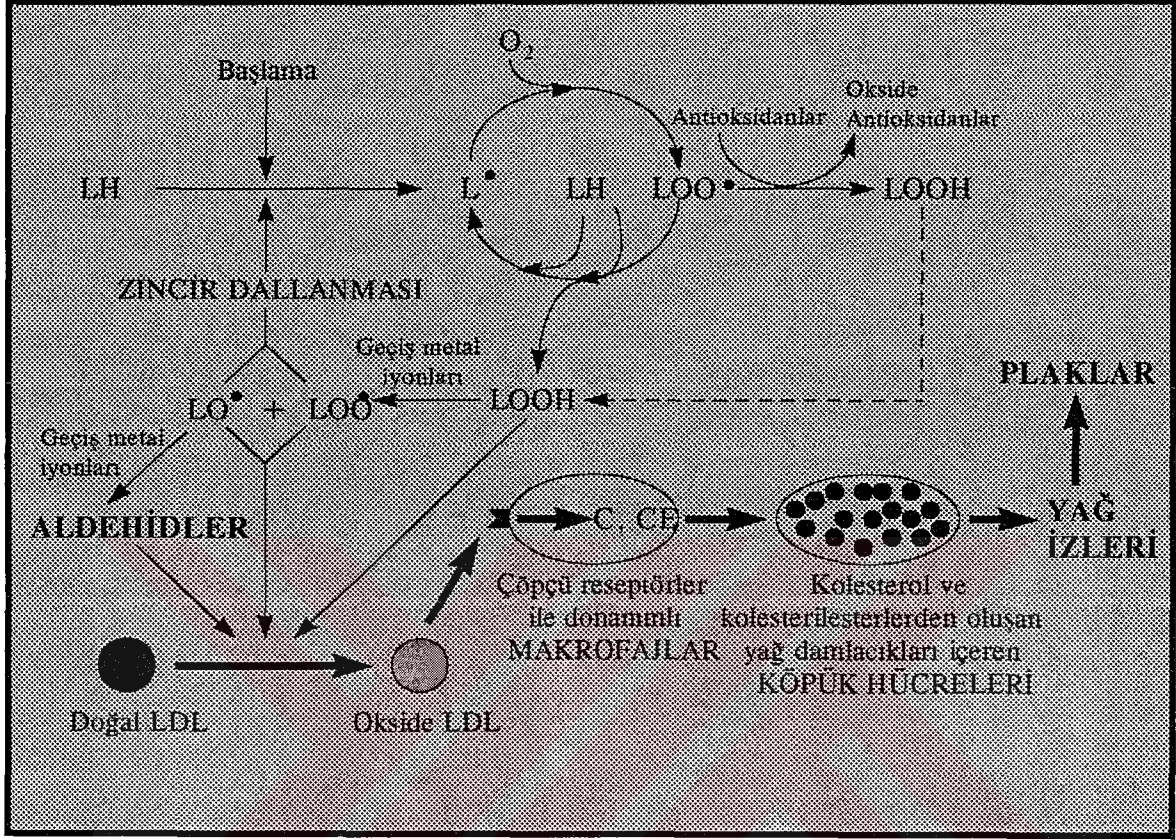 O₂
Başlama
Okside
Antioksidanlar Antioksidanlar
LH L• LH LOO• LOOH
ZİNCİR DALLANMASI
Geçiş metal
iyonları
PLAKLAR
LO• + LOO• LOOH
Geçiş metal
iyonları
ALDEHİDLER
C, CE
YAĞ
İZLERİ
Çöpçü reseptörler
ile donanımlı
MAKROFAJLAR
Kolesterol ve
kolesterilesterlerden oluşan
yağ damlacıkları içeren
KÖPÜK HÜCRELERİ
Doğal LDL Okside LDL